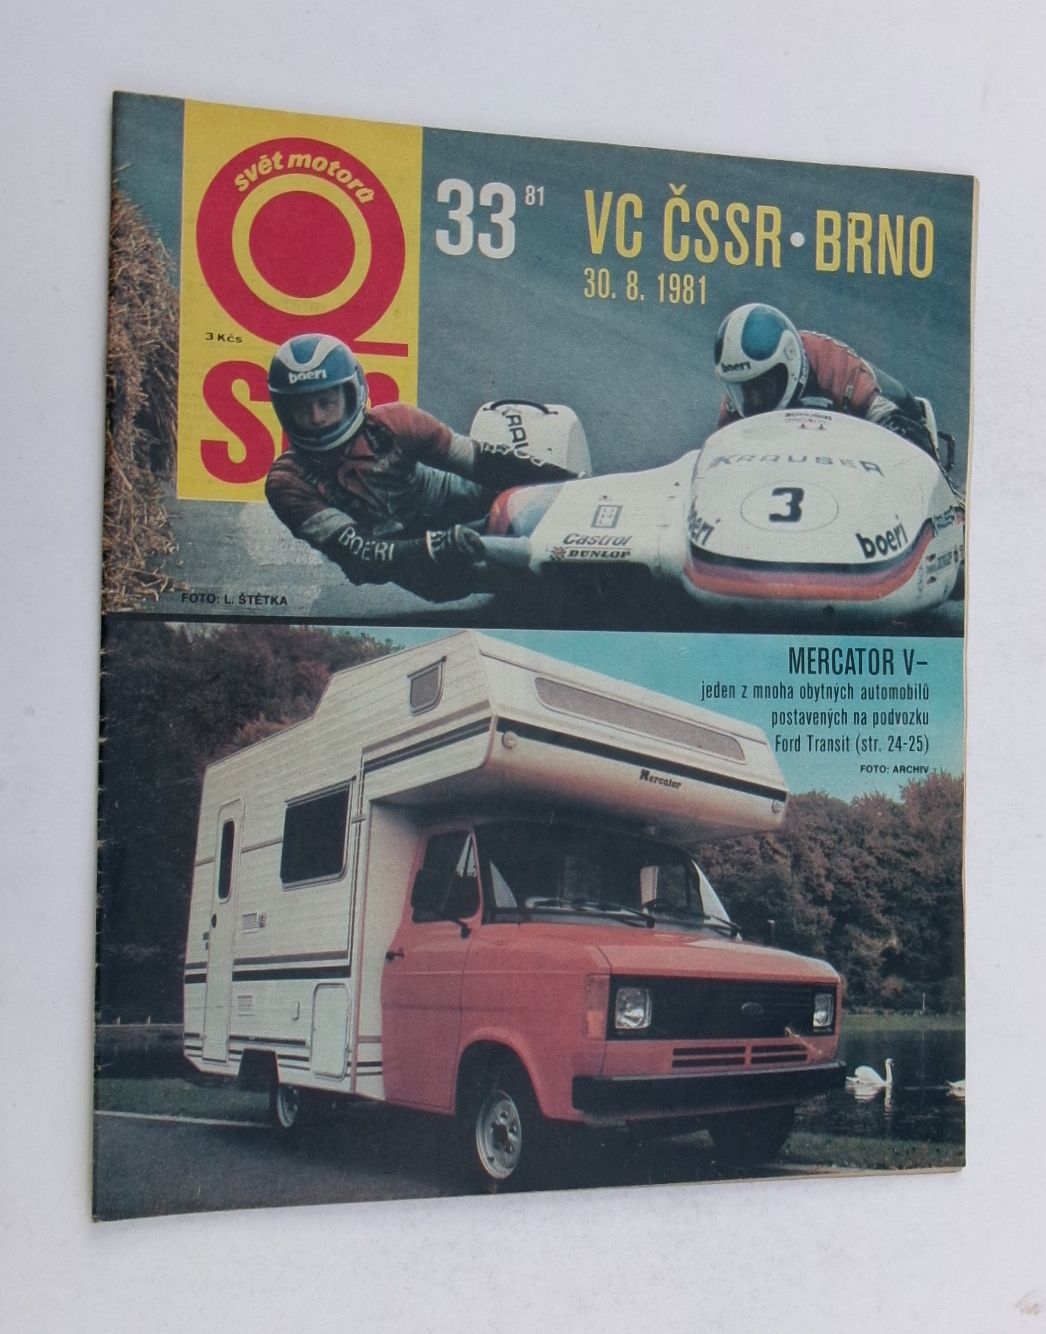 svět motorů
33 81
VC ČSSR • BRNO
30. 8. 1981
3 Kčs
boeri
boeri
KRAUSER
3
boeri
boeri
Castrol
DUNLOP
BOERI
FOTO: L. ŠTĚTKA
MERCATOR V–
jeden z mnoha obytných automobilů
postavených na podvozku
Ford Transit (str. 24-25)
FOTO: ARCHIV
Mercator